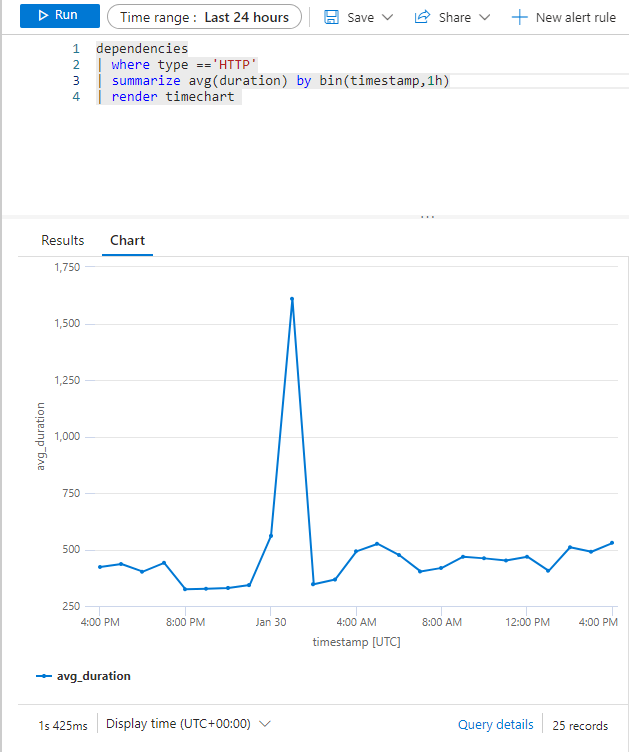 Run Time range : Last 24 hours Save Share New alert rule
1 dependencies
2 | where type =='HTTP'
3 | summarize avg(duration) by bin(timestamp,1h)
4 | render timechart
...
Results Chart
1,750
1,500
1,250
1,000
750
500
250
avg_duration
4:00 PM 8:00 PM Jan 30 4:00 AM 8:00 AM 12:00 PM 4:00 PM
timestamp [UTC]
avg_duration
1s 425ms Display time (UTC+00:00) Query details 25 records